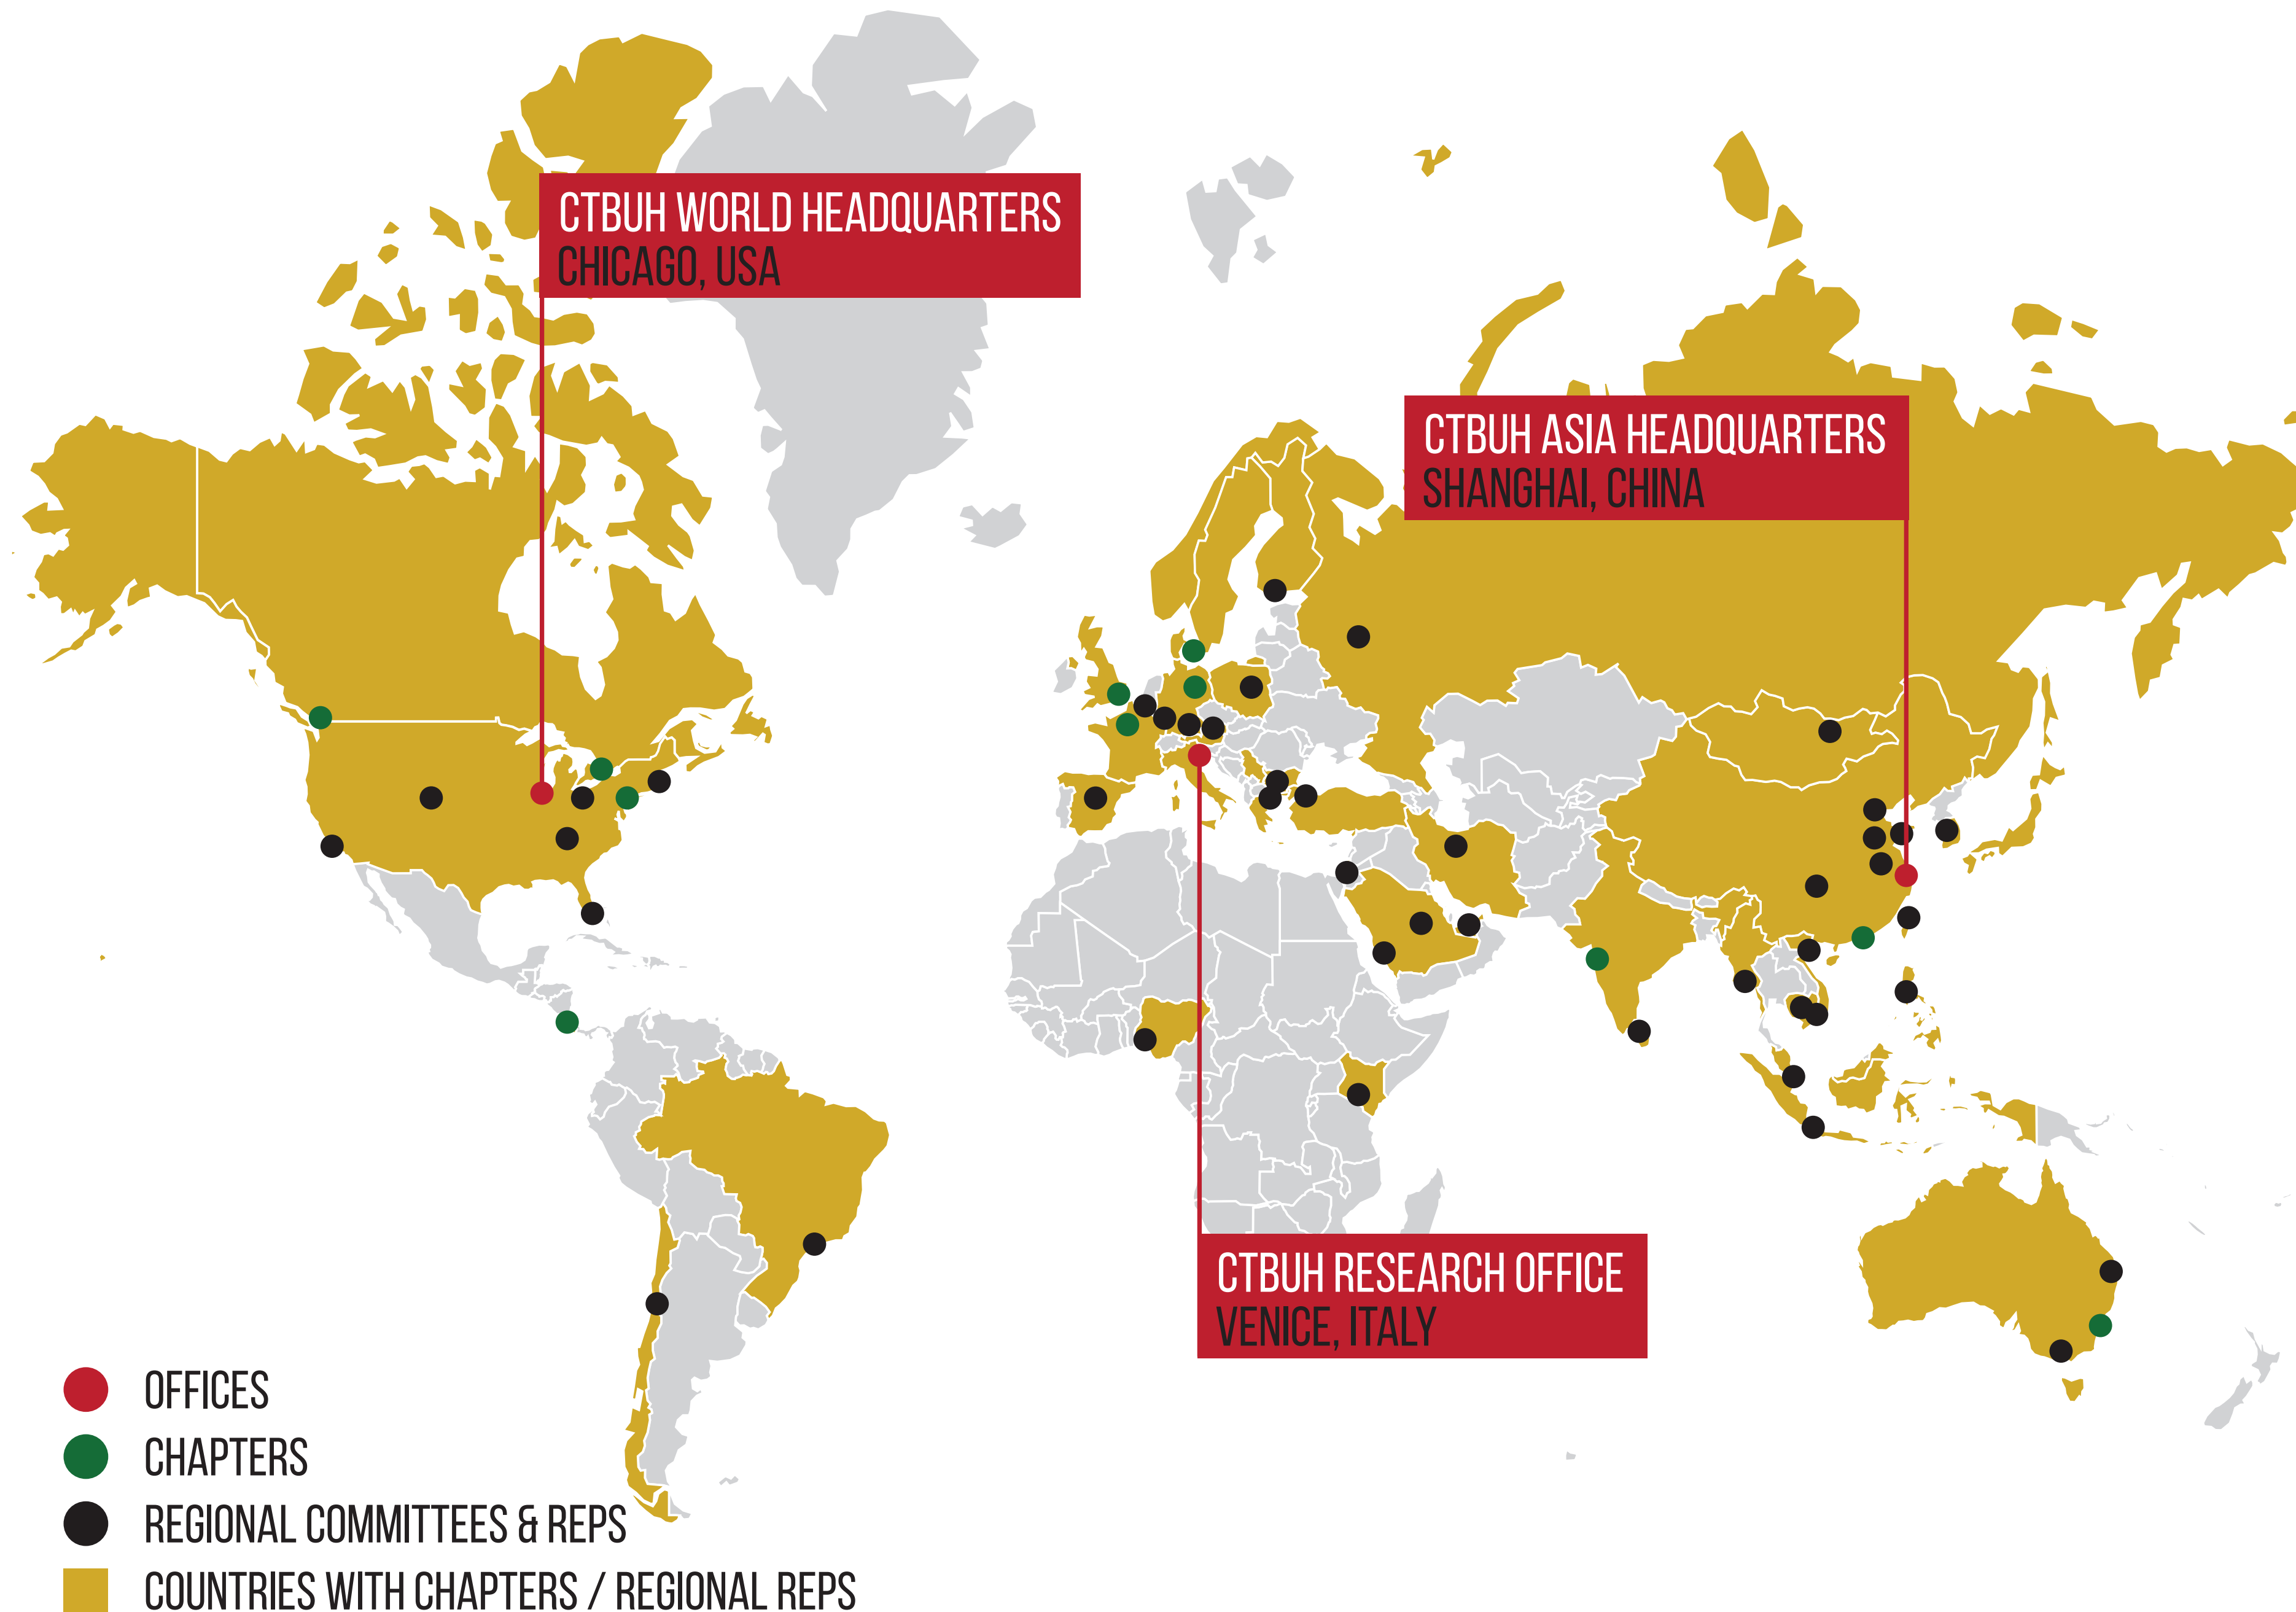 CTBUH WORLD HEADQUARTERS
CHICAGO, USA
CTBUH ASIA HEADQUARTERS
SHANGHAI, CHINA
CTBUH RESEARCH OFFICE
VENICE, ITALY
OFFICES
CHAPTERS
REGIONAL COMMITTEES & REPS
COUNTRIES WITH CHAPTERS / REGIONAL REPS